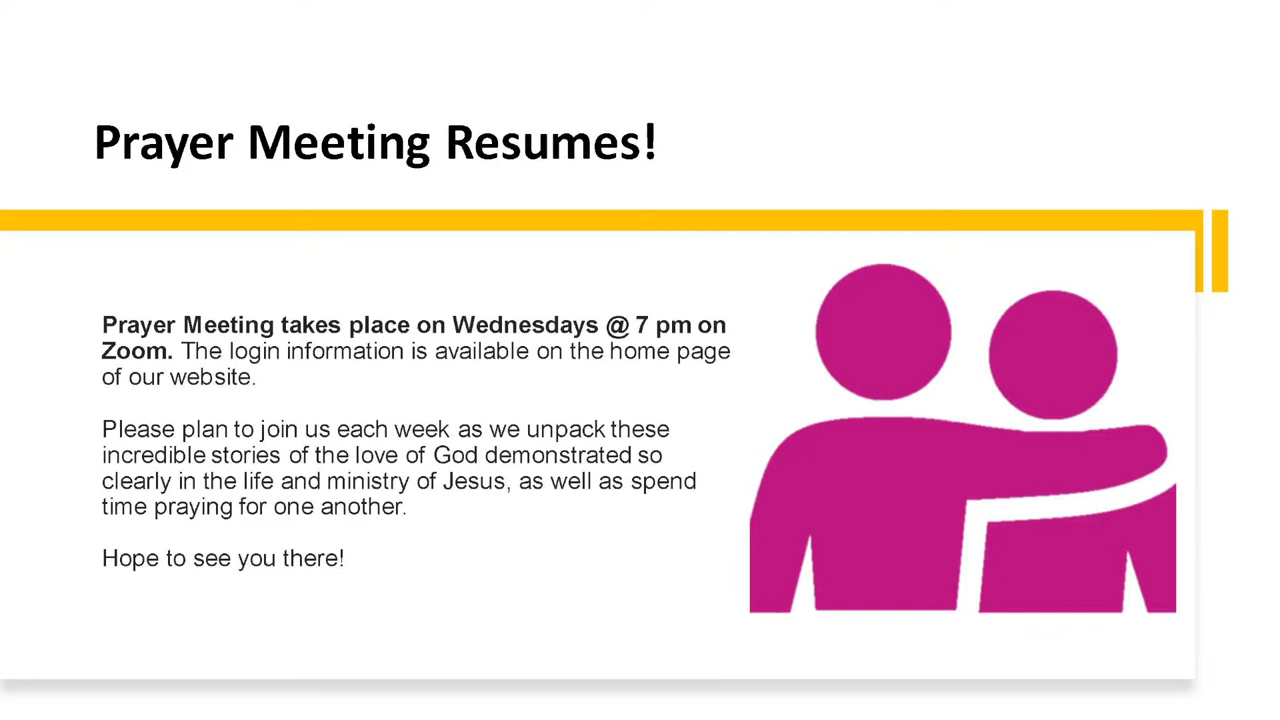 Prayer Meeting Resumes!
Prayer Meeting takes place on Wednesdays @ 7 pm on
Zoom. The login information is available on the home page
of our website.
Please plan to join us each week as we unpack these
incredible stories of the love of God demonstrated so
clearly in the life and ministry of Jesus, as well as spend
time praying for one another.
Hope to see you there!